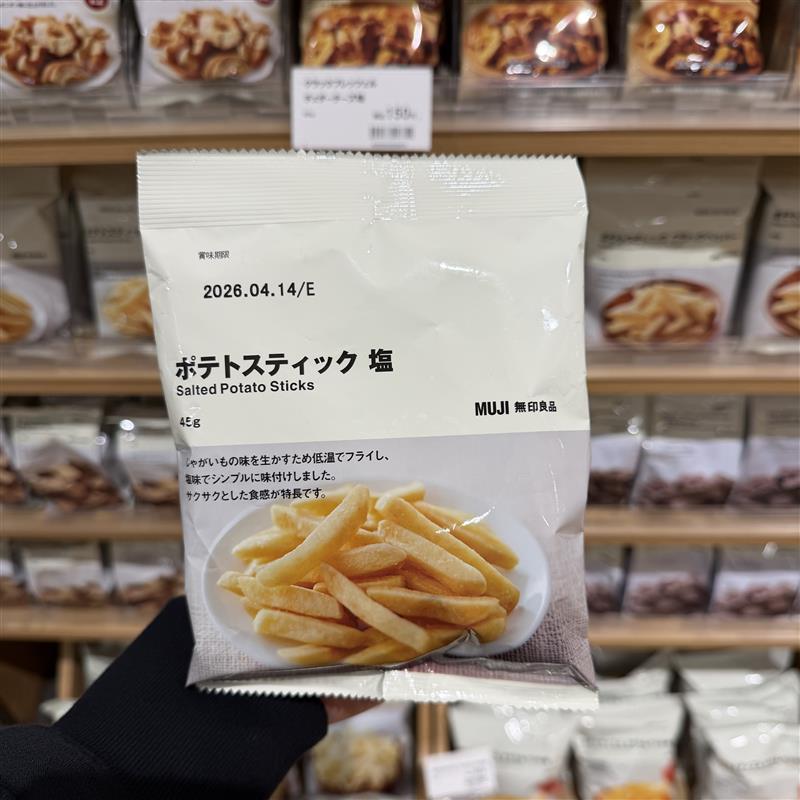 賞味期限
2026.04.14/E
ポテトスティック 塩
Salted Potato Sticks
45g
MUJI 無印良品
じゃがいもの味を生かすため低温でフライし、
塩味でシンプルに味付けしました。
サクサクとした食感が特長です。